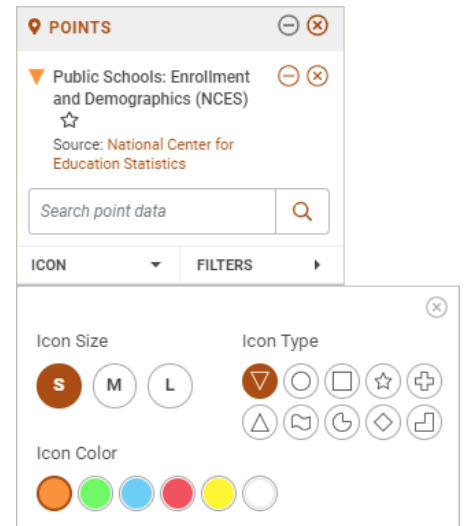 POINTS
Public Schools: Enrollment
and Demographics (NCES)
Source: National Center for
Education Statistics
Search point data
ICON
FILTERS
Icon Size
Icon Type
S
M
L
Icon Color